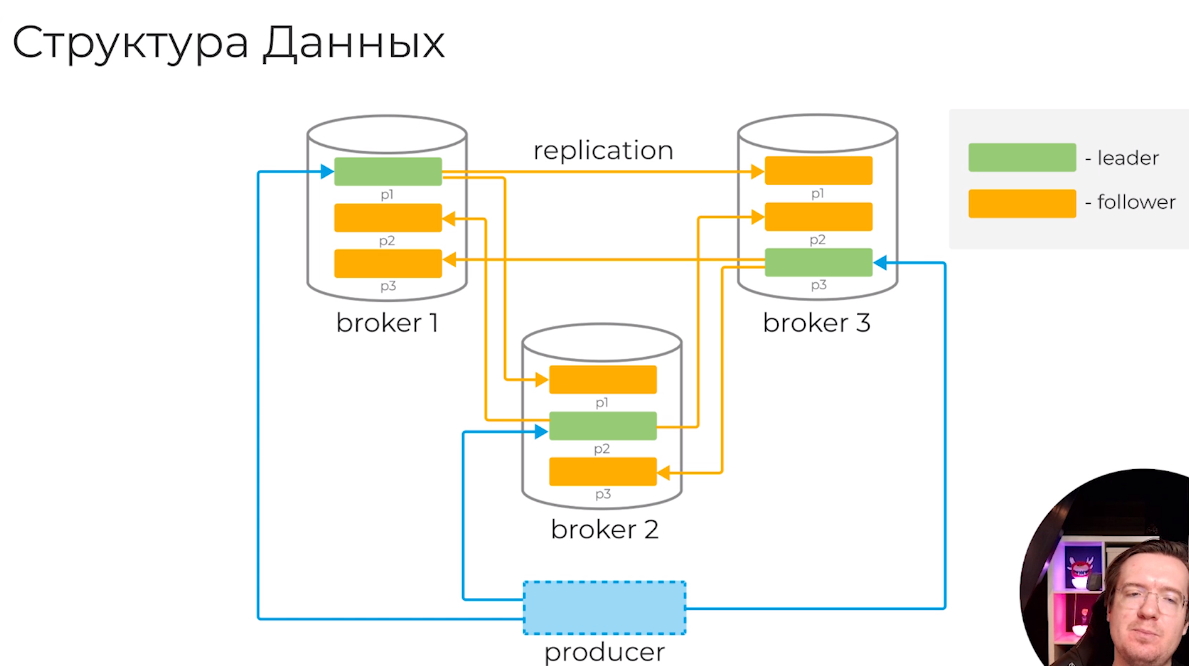 Структура Данных
replication
- leader
- follower
p1
p2
p3
broker 1
p1
p2
p3
broker 3
p1
p2
p3
broker 2
producer